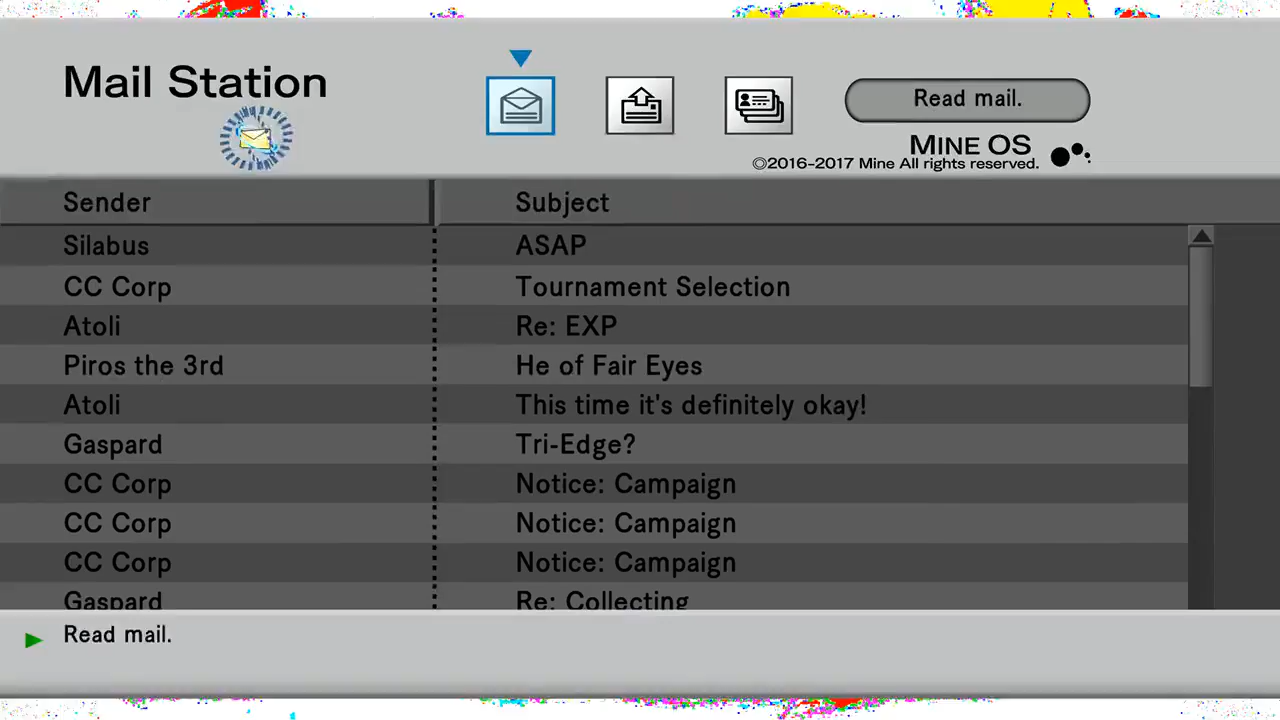 Mail Station
Read mail.
MINE OS
©2016-2017 Mine All rights reserved.
Sender Subject
Silabus ASAP
CC Corp Tournament Selection
Atoli Re: EXP
Piros the 3rd He of Fair Eyes
Atoli This time it's definitely okay!
Gaspard Tri-Edge?
CC Corp Notice: Campaign
CC Corp Notice: Campaign
CC Corp Notice: Campaign
Gaspard Re: Collecting
Read mail.